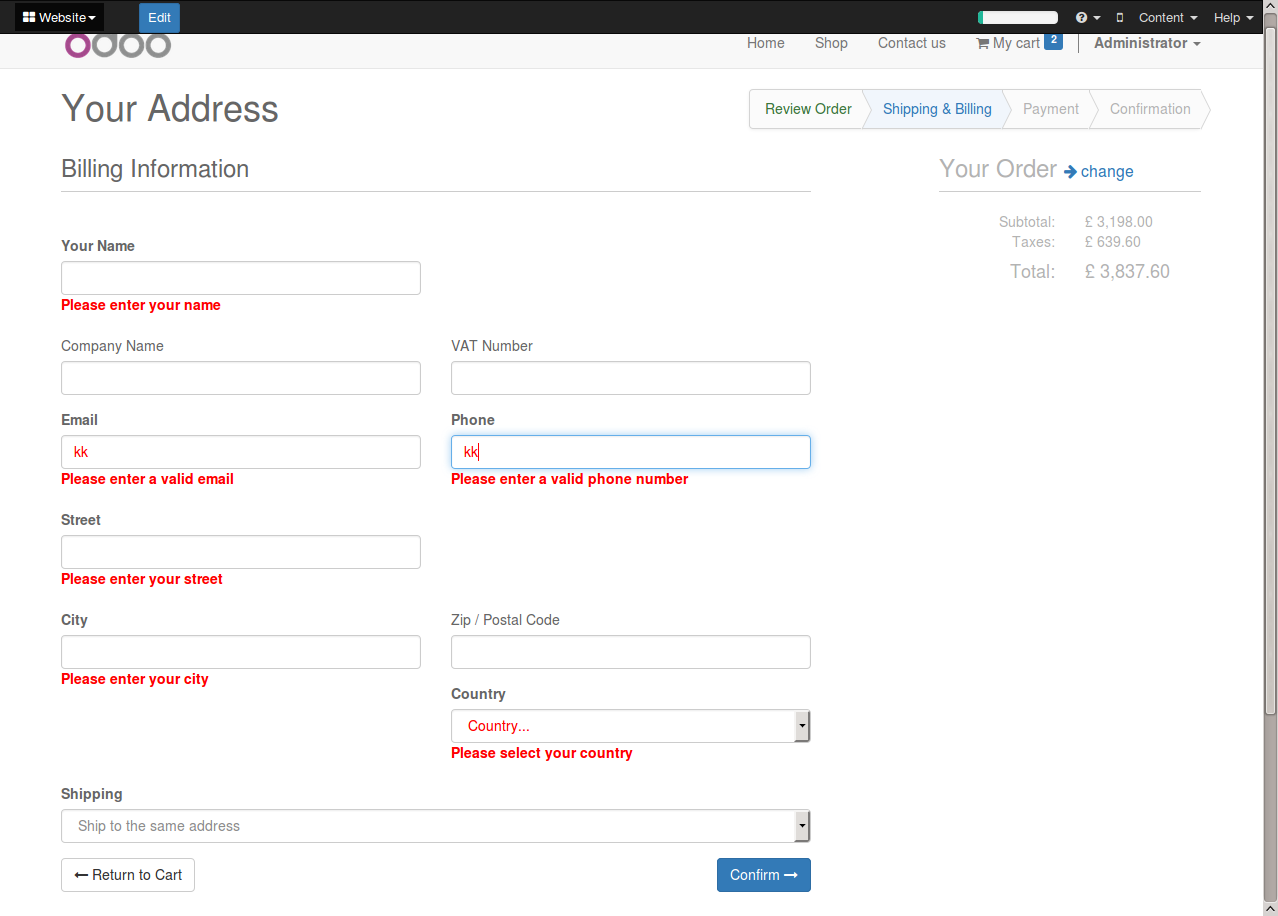 Website Edit Content Help
odoo Home Shop Contact us My cart 2 Administrator
Your Address Review Order Shipping & Billing Payment Confirmation
Billing Information Your Order change
Subtotal: £ 3,198.00
Taxes: £ 639.60
Total: £ 3,837.60
Your Name
Please enter your name
Company Name VAT Number
Email Phone
kk kk
Please enter a valid email Please enter a valid phone number
Street
Please enter your street
City Zip / Postal Code
Please enter your city
Country
Country...
Please select your country
Shipping
Ship to the same address
Return to Cart Confirm